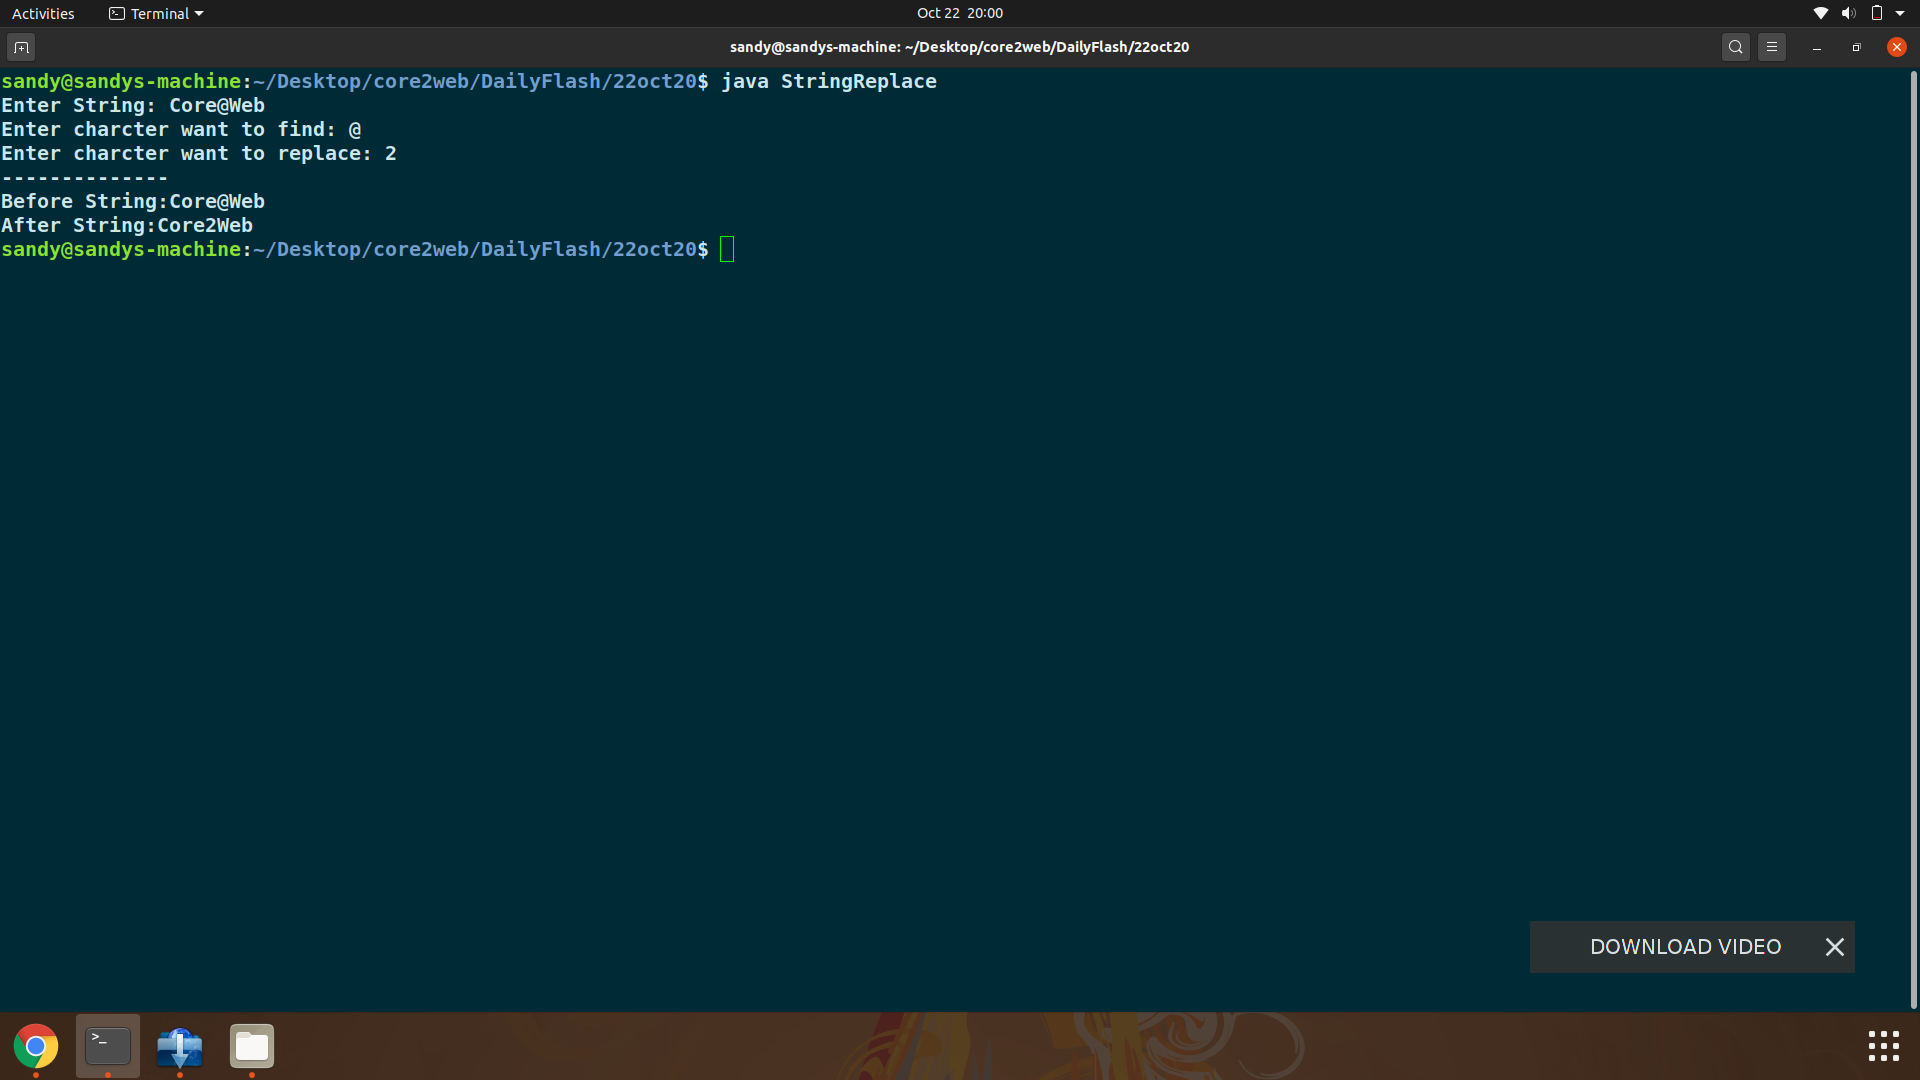 Activities Terminal Oct 22 20:00
sandy@sandys-machine: ~/Desktop/core2web/DailyFlash/22oct20
sandy@sandys-machine:~/Desktop/core2web/DailyFlash/22oct20$ java StringReplace
Enter String: Core@Web
Enter charcter want to find: @
Enter charcter want to replace: 2
--------------
Before String:Core@Web
After String:Core2Web
sandy@sandys-machine:~/Desktop/core2web/DailyFlash/22oct20$
DOWNLOAD VIDEO
>_